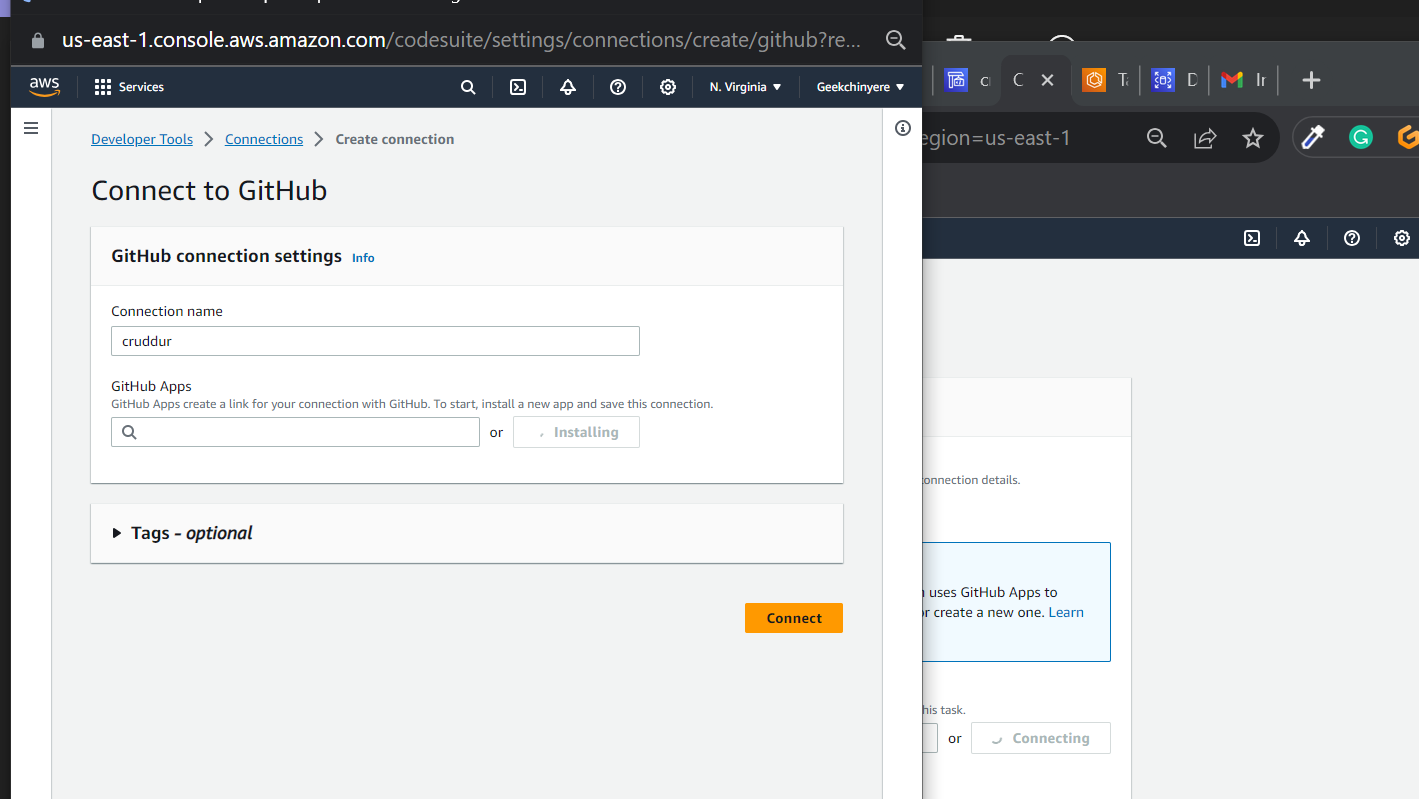 us-east-1.console.aws.amazon.com/codesuite/settings/connections/create/github?re...
aws
Services
N. Virginia
Geekchinyere
Developer Tools
Connections
Create connection
Connect to GitHub
GitHub connection settings Info
Connection name
cruddur
GitHub Apps
GitHub Apps create a link for your connection with GitHub. To start, install a new app and save this connection.
or
Installing
Tags - optional
Connect
egion=us-east-1
onnection details.
uses GitHub Apps to
or create a new one. Learn
his task.
or
Connecting